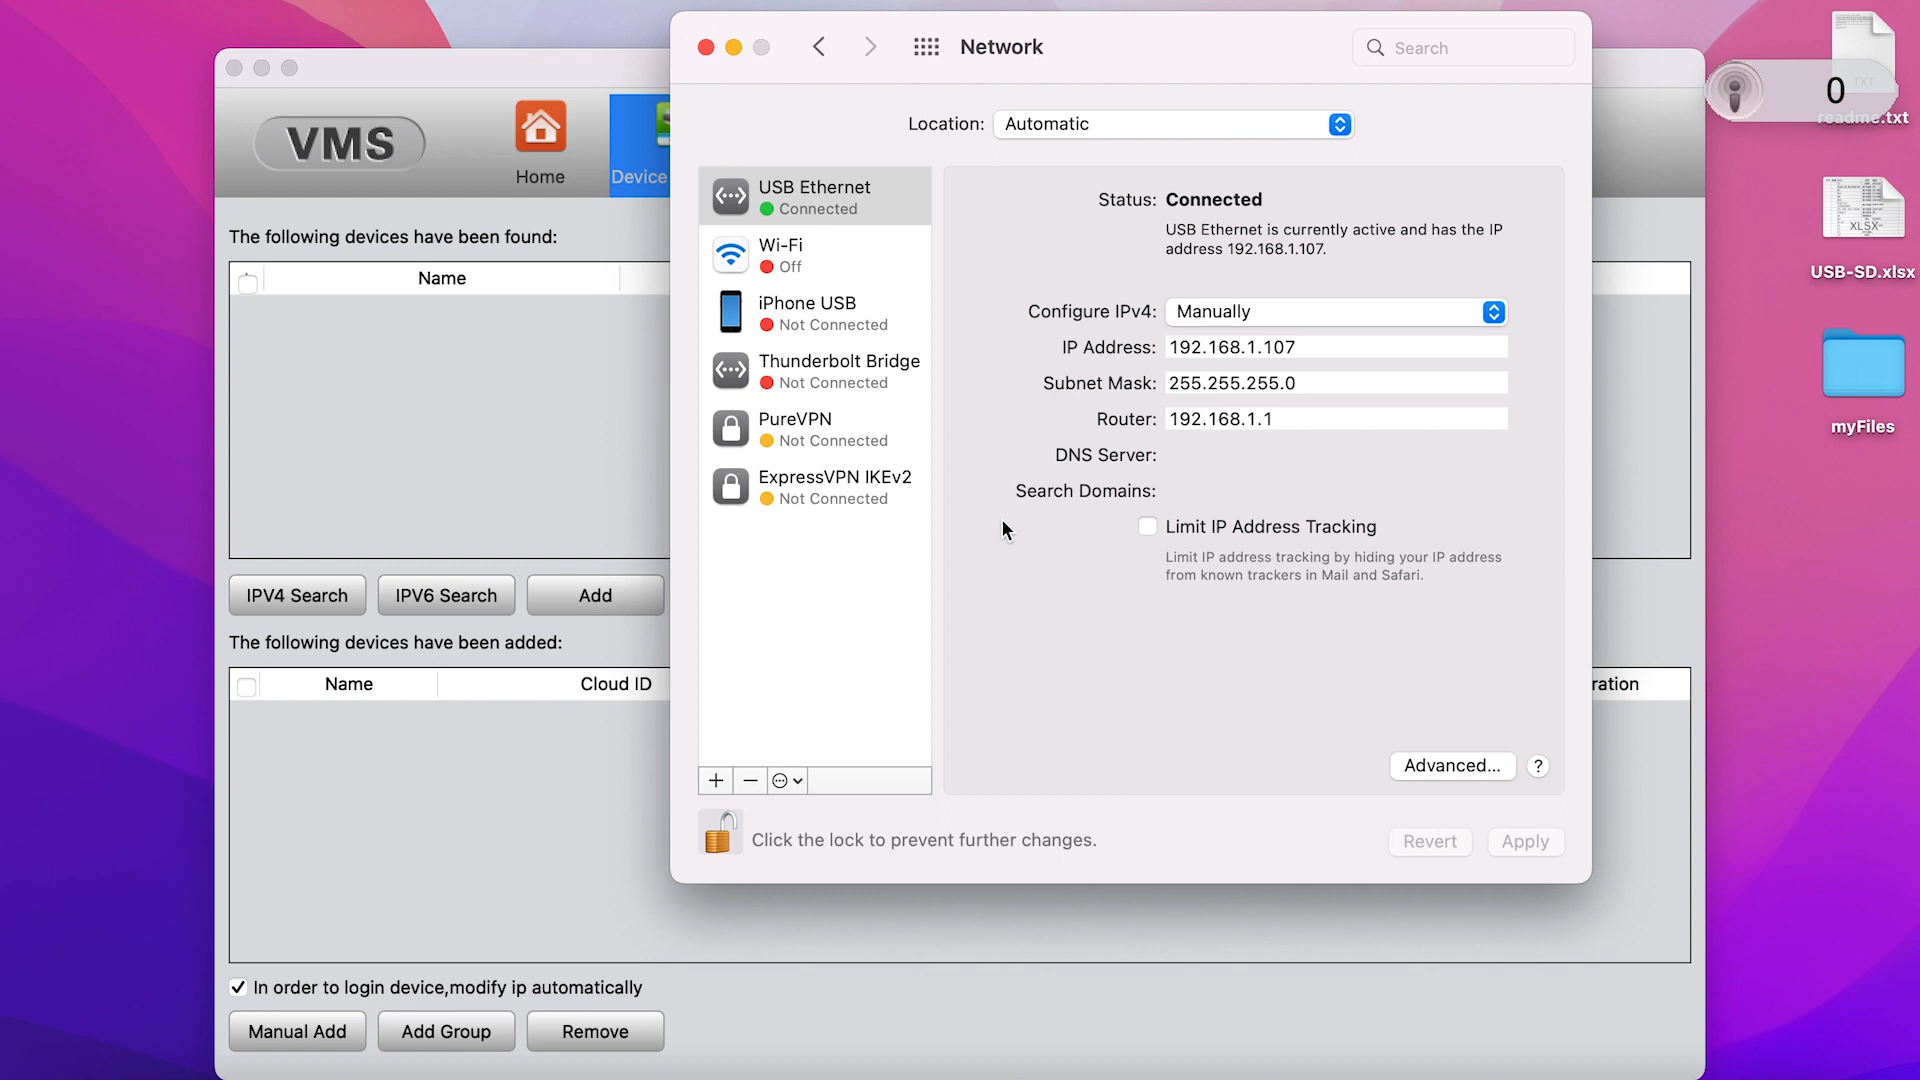 Network
Search
Location:
Automatic
USB Ethernet
Connected
Wi-Fi
Off
iPhone USB
Not Connected
Thunderbolt Bridge
Not Connected
PureVPN
Not Connected
ExpressVPN IKEv2
Not Connected
Status: Connected
USB Ethernet is currently active and has the IP
address 192.168.1.107.
Configure IPv4: Manually
IP Address: 192.168.1.107
Subnet Mask: 255.255.255.0
Router: 192.168.1.1
DNS Server:
Search Domains:
Limit IP Address Tracking
Limit IP address tracking by hiding your IP address
from known trackers in Mail and Safari.
Advanced...
?
Click the lock to prevent further changes.
Revert
Apply
VMS
Home
Device
The following devices have been found:
Name
IPV4 Search
IPV6 Search
Add
The following devices have been added:
Name
Cloud ID
ration
In order to login device,modify ip automatically
Manual Add
Add Group
Remove
0
TXT
readme.txt
XLSX
USB-SD.xlsx
myFiles